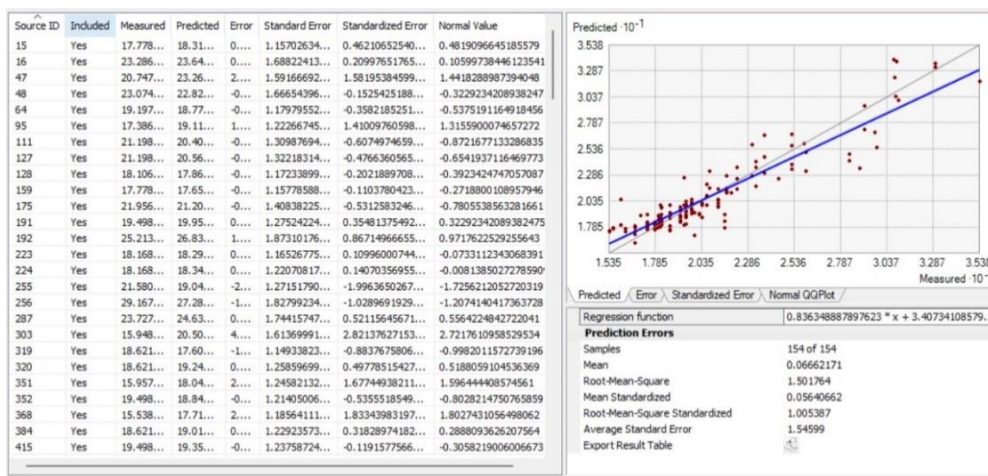 Source ID Included Measured Predicted Error Standard Error Standardized Error Normal Value
15 Yes 17.778... 18.31... 0.... 1.15702634... 0.46210652540... 0.4819096645185579
16 Yes 23.286... 23.64... 0.... 1.68822413... 0.20997651765... 0.10599738446123541
47 Yes 20.747... 23.26... 2.... 1.59166692... 1.58195384599... 1.4418288987394048
48 Yes 23.074... 22.82... -0... 1.66654396... -0.1525425188... -0.3229234208938247
64 Yes 19.197... 18.77... -0... 1.17979552... -0.3582185251... -0.5375191164918456
95 Yes 17.386... 19.11... 1.... 1.22266745... 1.41009760598... 1.3155900074657272
111 Yes 21.198... 20.40... -0... 1.30987694... -0.6074974659... -0.8721677133286835
127 Yes 21.198... 20.56... -0... 1.32218314... -0.4766360565... -0.6541937116469773
128 Yes 18.106... 17.86... -0... 1.17233899... -0.2021889708... -0.3923424747057087
159 Yes 17.778... 17.65... -0... 1.15778588... -0.1103780423... -0.2718800108957946
175 Yes 21.956... 21.20... -0... 1.40838225... -0.5312583246... -0.7805538563281661
191 Yes 19.498... 19.95... 0.... 1.27524224... 0.35481375492... 0.32292342089382475
192 Yes 25.213... 26.83... 1.... 1.87310176... 0.86714966655... 0.9717622529255643
223 Yes 18.168... 18.29... 0.... 1.16526775... 0.10996000744... -0.0733112343068391
224 Yes 18.168... 18.34... 0.... 1.22070817... 0.14070356955... -0.0081385027278590
255 Yes 21.580... 19.04... -2... 1.27151790... -1.9963650267... -1.7256212052720319
256 Yes 29.167... 27.28... -1... 1.82799234... -1.0289691929... -1.2074140417363728
287 Yes 23.727... 24.63... 0.... 1.74415747... 0.52115645671... 0.5564224842722041
303 Yes 15.948... 20.50... 4.... 1.61369991... 2.82137627153... 2.7217610958529534
319 Yes 18.621... 17.60... -1... 1.14933823... -0.8837675806... -0.9982011572739196
320 Yes 18.621... 19.24... 0.... 1.25859699... 0.49778515427... 0.5188059104536369
351 Yes 15.957... 18.04... 2.... 1.24582132... 1.67744938211... 1.596444408574561
352 Yes 19.498... 18.84... -0... 1.21405006... -0.5355518549... -0.8028214750765859
368 Yes 15.538... 17.71... 2.... 1.18564111... 1.83343983197... 1.8027431056498062
384 Yes 18.621... 19.01... 0.... 1.22923573... 0.31828974182... 0.2888093626207564
415 Yes 19.498... 19.35... -0... 1.23758724... -0.1191577566... -0.3058219006006673
Predicted ·10⁻¹
3.538
3.287
3.037
2.787
2.536
2.286
2.035
1.785
1.535 1.785 2.035 2.286 2.536 2.787 3.037 3.287 3.538
Measured ·10⁻¹
Predicted Error Standardized Error Normal QQPlot
Regression function 0.836348887897623 * x + 3.40734108579...
Prediction Errors
Samples 154 of 154
Mean 0.06662171
Root-Mean-Square 1.501764
Mean Standardized 0.05640662
Root-Mean-Square Standardized 1.005387
Average Standard Error 1.54599
Export Result Table